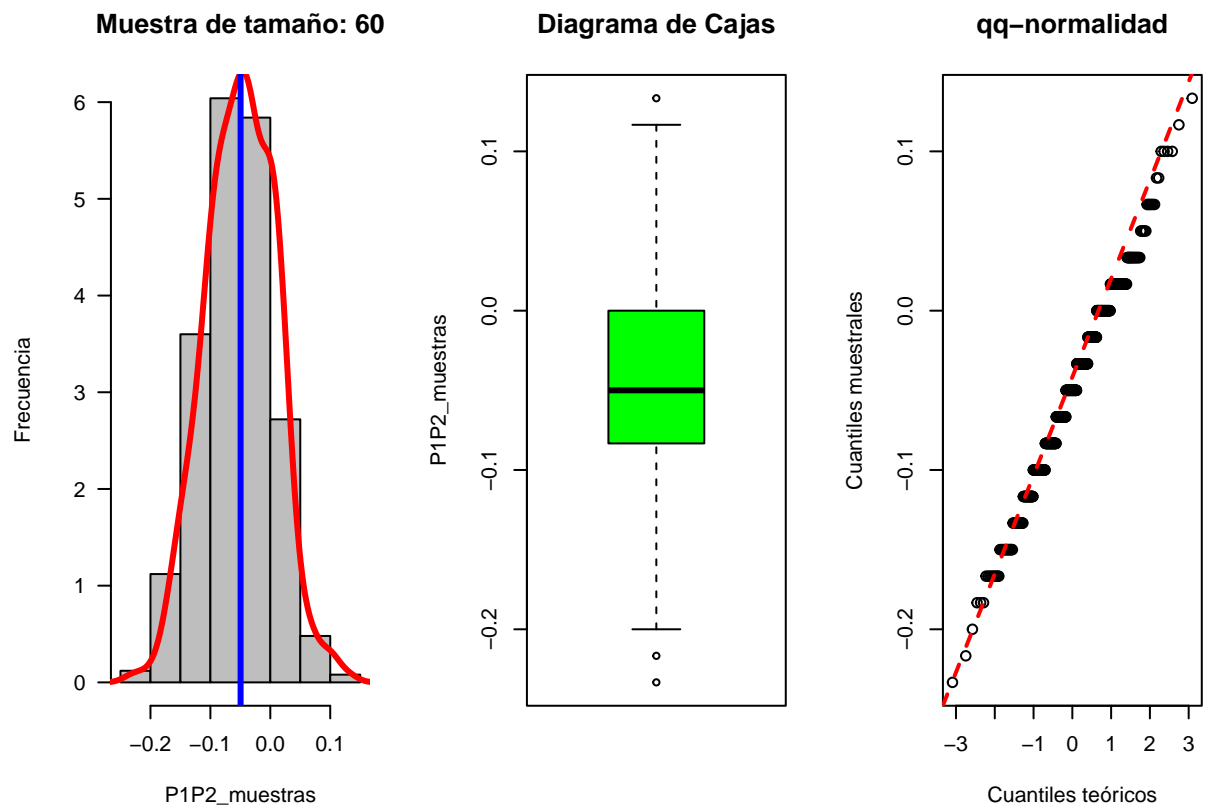 Muestra de tamaño: 60
Frecuencia
6
5
4
3
2
1
0
−0.2 −0.1 0.0 0.1
P1P2_muestras
Diagrama de Cajas
P1P2_muestras
0.1
0.0
−0.1
−0.2
qq−normalidad
Cuantiles muestrales
0.1
0.0
−0.1
−0.2
−3 −1 0 1 2 3
Cuantiles teóricos